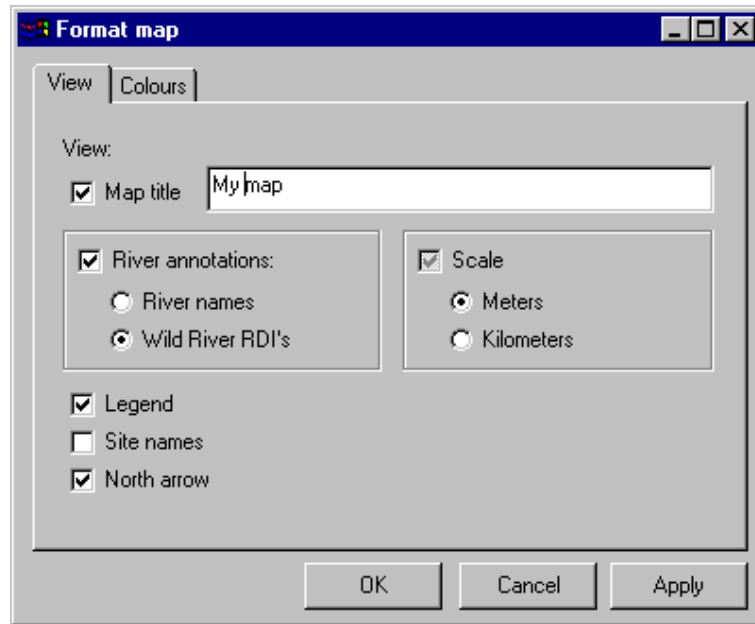 Format map
View Colours
View:
Map title My map
River annotations: Scale
River names Meters
Wild River RDI's Kilometers
Legend
Site names
North arrow
OK Cancel Apply